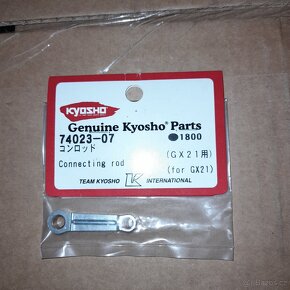 KYOSHO
Genuine Kyosho® Parts
74023-07 1800
コンロッド
(GX21用)
Connecting rod (for GX21)
TEAM KYOSHO K INTERNATIONAL